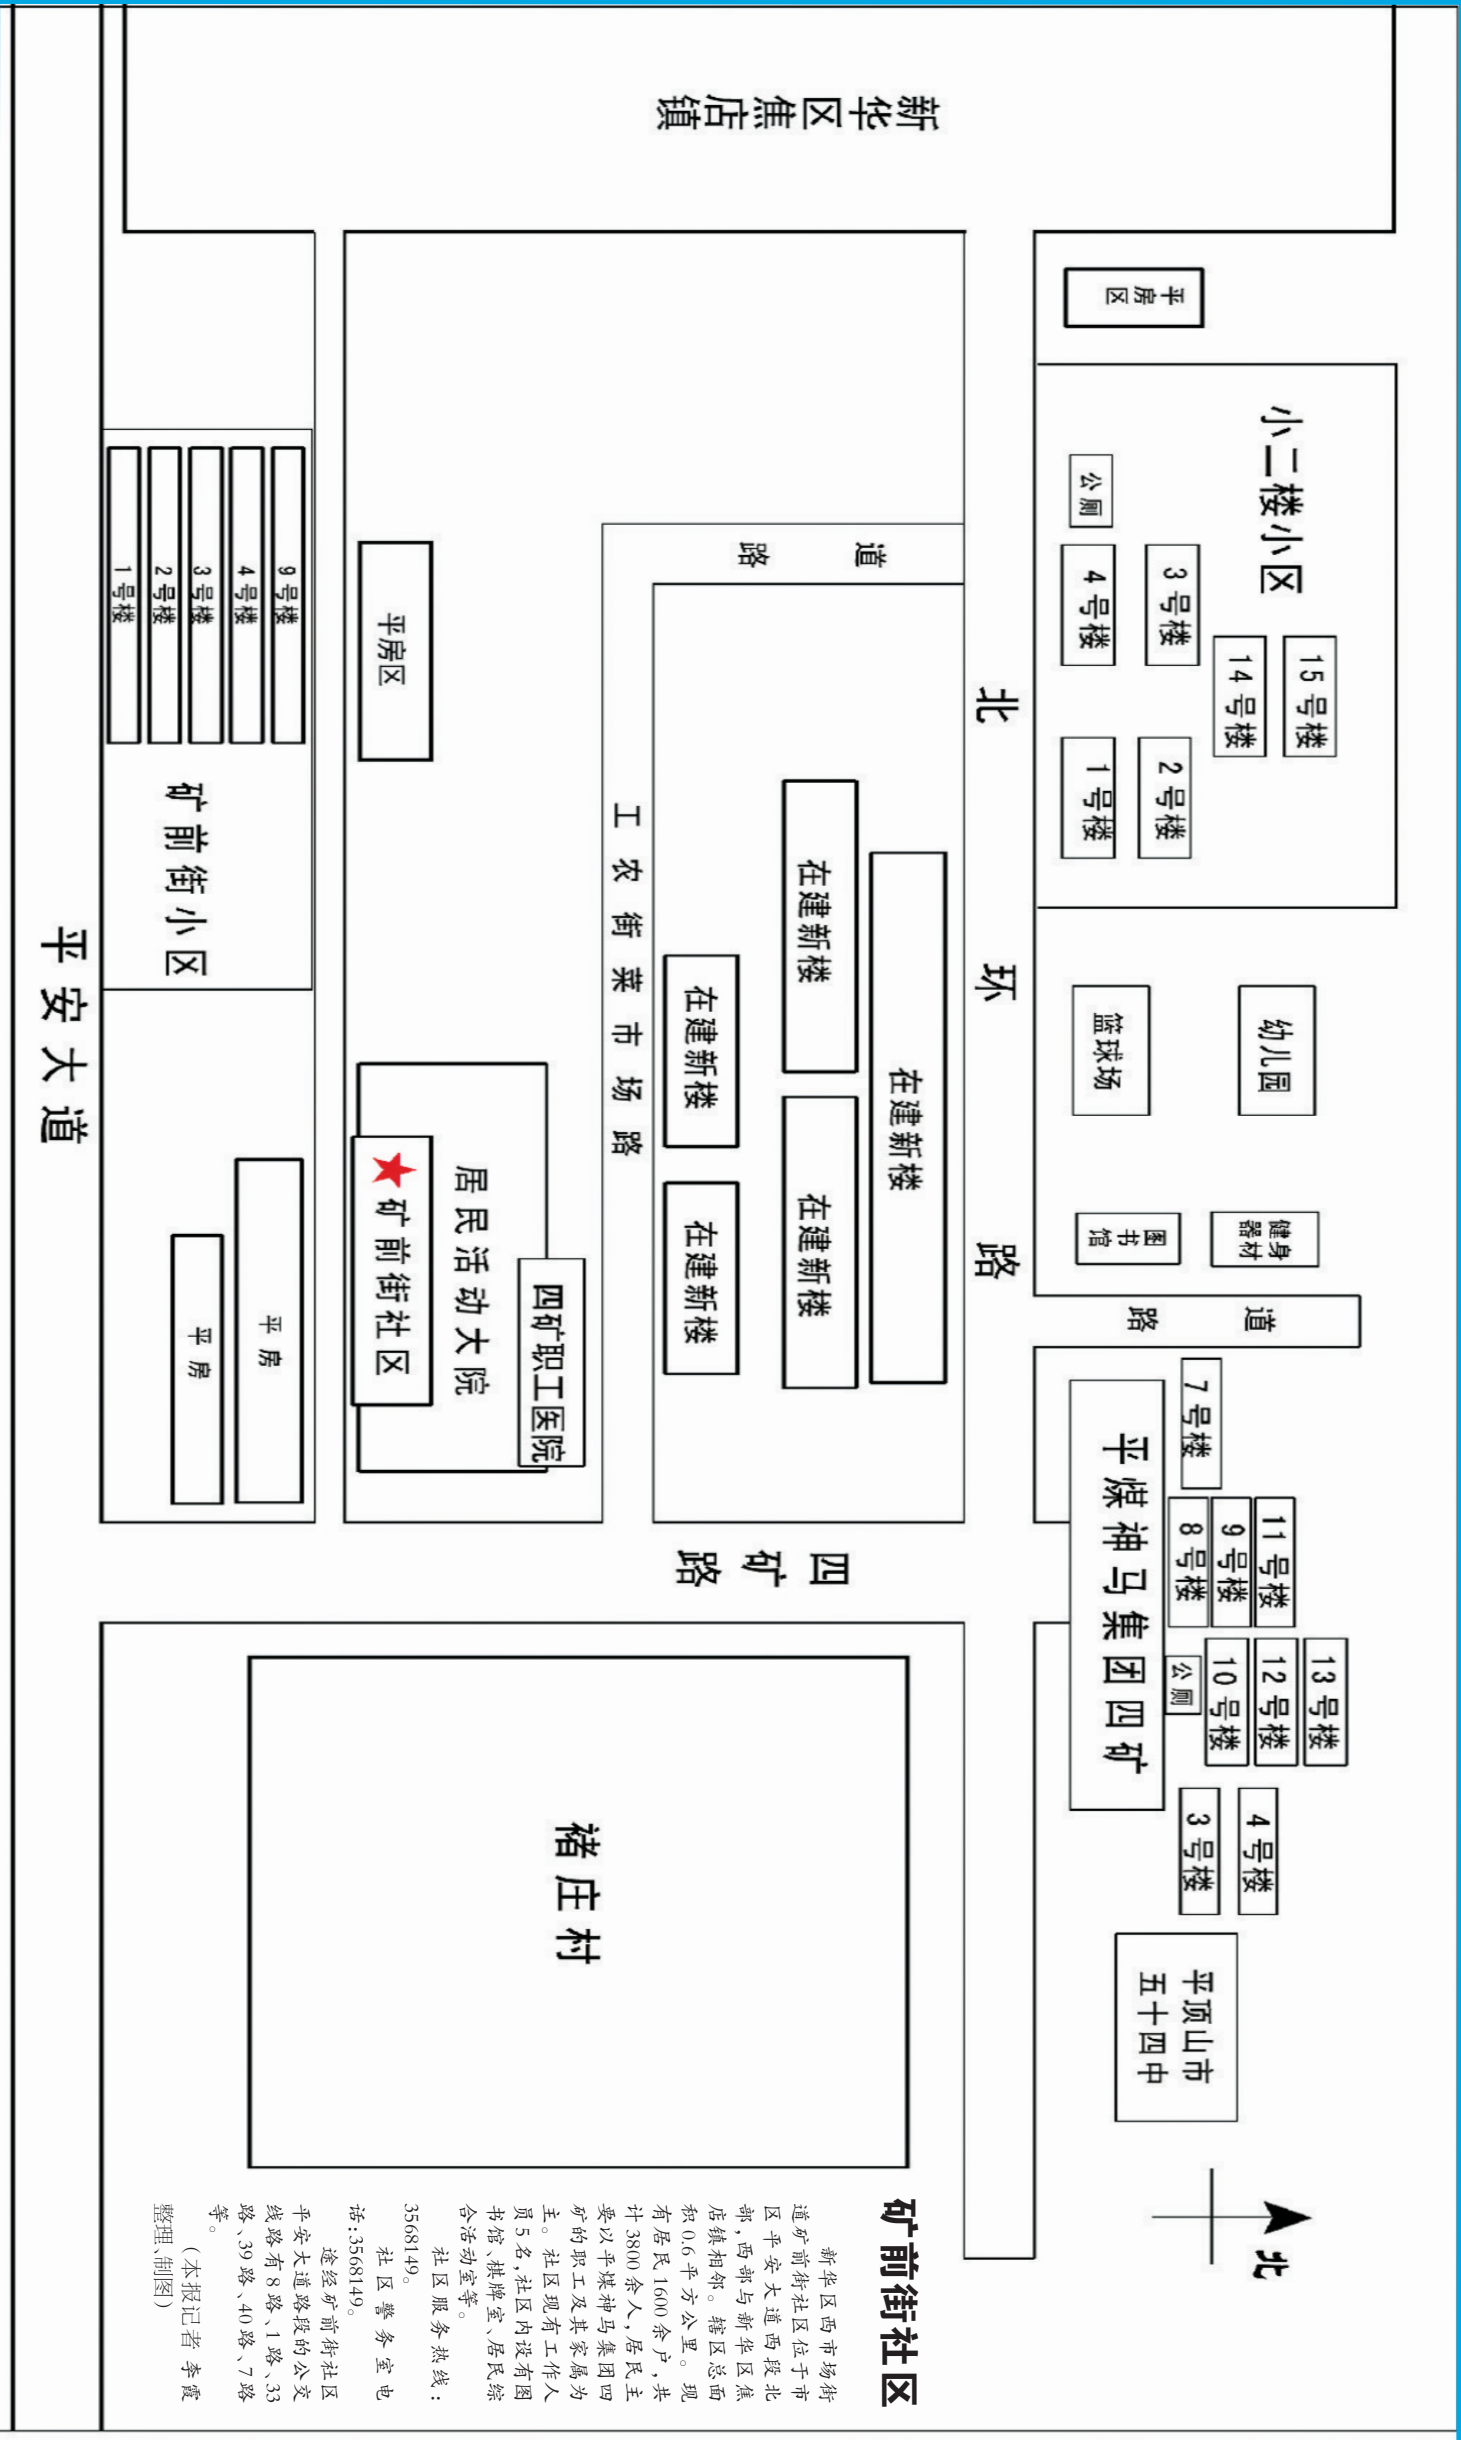 新华区焦店镇
平房区
小二楼小区
公厕
4号楼
3号楼
14号楼
15号楼
1号楼
2号楼
篮球场
幼儿园
图书馆
健身
器材
道路
7号楼
8号楼
9号楼
11号楼
公厕
10号楼
12号楼
13号楼
3号楼
4号楼
平煤神马集团四矿
平顶山市
五十四中
北
北环路
道路
在建新楼
在建新楼
在建新楼
在建新楼
在建新楼
工农街菜市场路
平房区
四矿职工医院
居民活动大院
矿前街社区
四矿路
褚庄村
9号楼
4号楼
3号楼
2号楼
1号楼
矿前街小区
平房
平房
平安大道
矿前街社区
新华区西市场街
道矿前街社区位于市
区平安大道西段北
部,西部与新华区焦
店镇相邻。辖区总面
积0.6平方公里。现
有居民1600余户,共
计3800余人,居民主
要以平煤神马集团四
矿的职工及其家属为
主。社区现有工作人
员5名,社区内设有图
书馆、棋牌室、居民综
合活动室等。
社区服务热线:
3568149。
社区警务室电
话:3568149。
途经矿前街社区
平安大道路段的公交
线路有8路、1路、33
路、39路、40路、7路
等。
(本报记者 李霞
整理、制图)